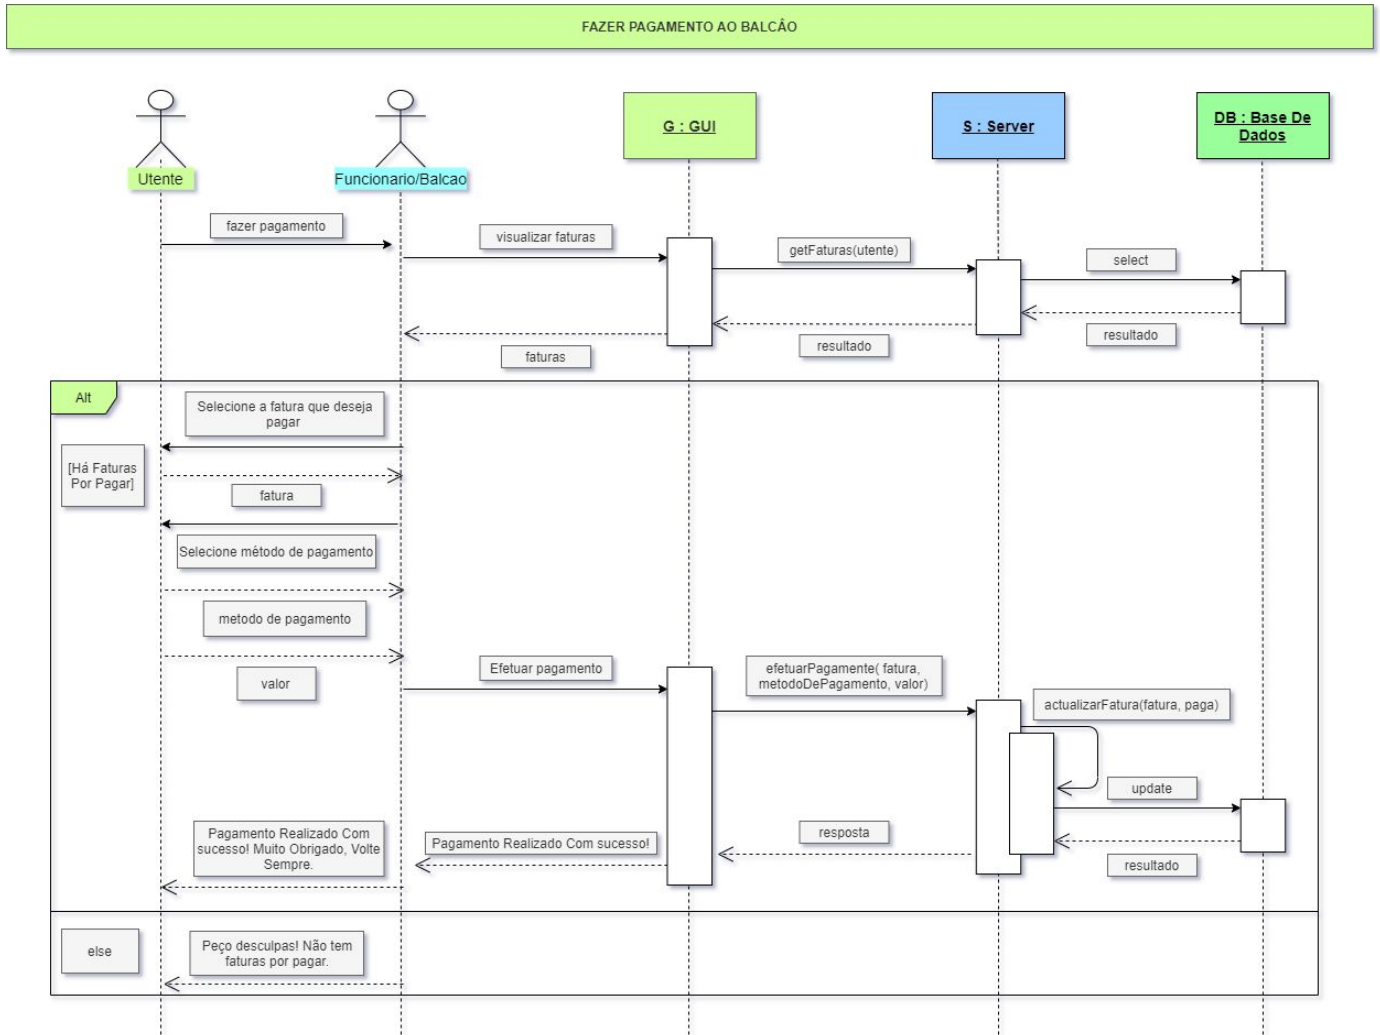 FAZER PAGAMENTO AO BALCÃO
Utente
Funcionario/Balcao
G : GUI
S : Server
DB : Base De
Dados
fazer pagamento
visualizar faturas
getFaturas(utente)
select
resultado
resultado
faturas
Alt
[Há Faturas
Por Pagar]
Selecione a fatura que deseja
pagar
fatura
Selecione método de pagamento
metodo de pagamento
valor
Efetuar pagamento
efetuarPagamente( fatura,
metodoDePagamento, valor)
actualizarFatura(fatura, paga)
update
resultado
resposta
Pagamento Realizado Com sucesso!
Pagamento Realizado Com
sucesso! Muito Obrigado, Volte
Sempre.
else
Peço desculpas! Não tem
faturas por pagar.